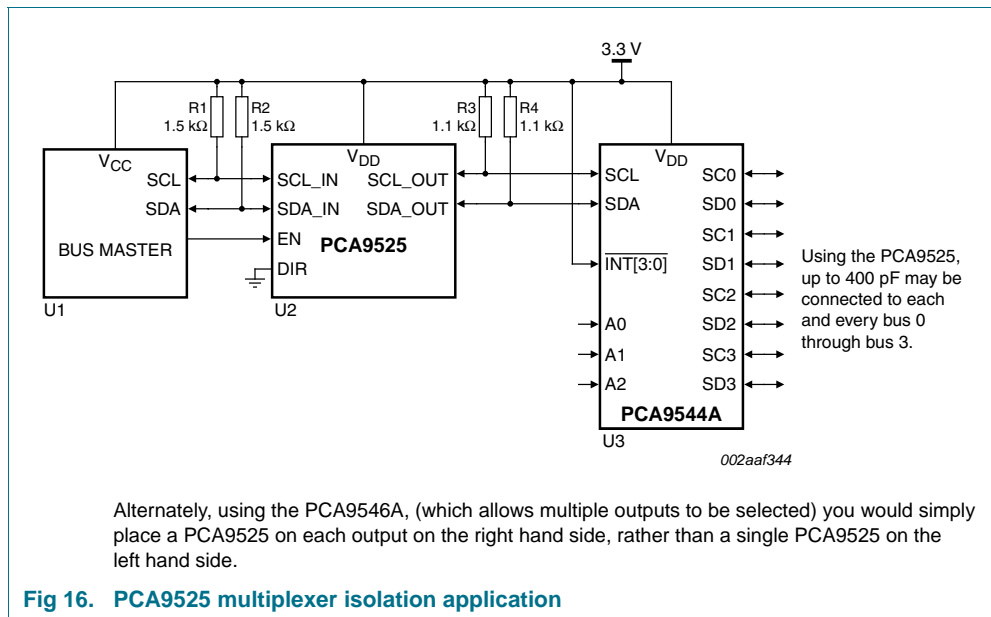 3.3 V
R1
1.5 kΩ
R2
1.5 kΩ
R3
1.1 kΩ
R4
1.1 kΩ
VCC
SCL
SDA
BUS MASTER
U1
VDD
SCL_IN
SCL_OUT
SDA_IN
SDA_OUT
EN
PCA9525
DIR
U2
VDD
SCL
SC0
SDA
SD0
SC1
INT[3:0]
SD1
SC2
A0
SD2
A1
SC3
A2
SD3
PCA9544A
U3
Using the PCA9525,
up to 400 pF may be
connected to each
and every bus 0
through bus 3.
002aaf344
Alternately, using the PCA9546A, (which allows multiple outputs to be selected) you would simply
place a PCA9525 on each output on the right hand side, rather than a single PCA9525 on the
left hand side.
Fig 16. PCA9525 multiplexer isolation application